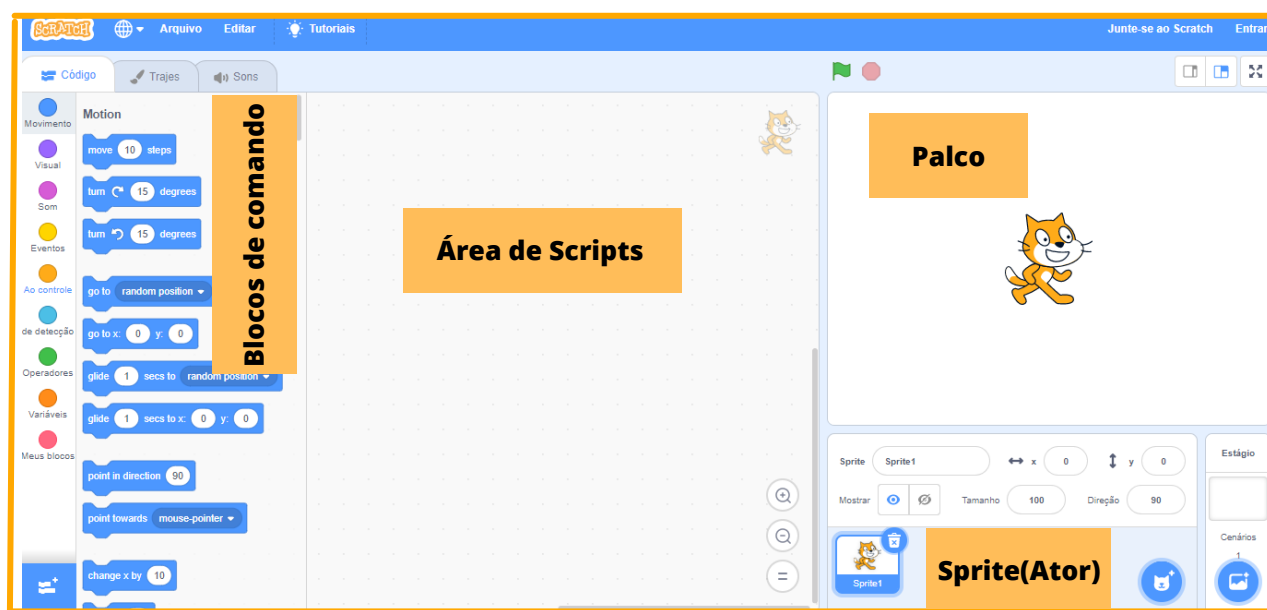 SCRATCH Arquivo Editar Tutoriais Junte-se ao Scratch Entrar
Código Trajes Sons
Movimento
Visual
Som
Eventos
Ao controle
de detecção
Operadores
Variáveis
Meus blocos
Motion
move 10 steps
turn 15 degrees
turn 15 degrees
go to random position
go to x: 0 y: 0
glide 1 secs to random position
glide 1 secs to x: 0 y: 0
point in direction 90
point towards mouse-pointer
change x by 10
Blocos de comando
Área de Scripts
=
Palco
Sprite Sprite1 x 0 y 0
Mostrar Tamanho 100 Direção 90
Sprite1
Sprite(Ator)
Estágio
Cenários
1